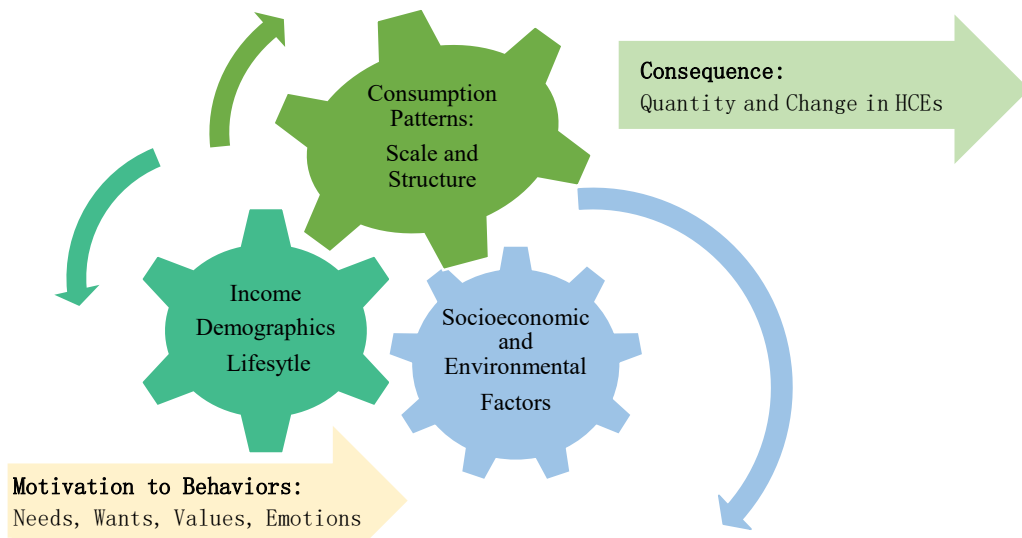 Consumption
Patterns:
Scale and
Structure
Consequence:
Quantity and Change in HCEs
Income
Demographics
Lifesytle
Socioeconomic
and
Environmental
Factors
Motivation to Behaviors:
Needs, Wants, Values, Emotions